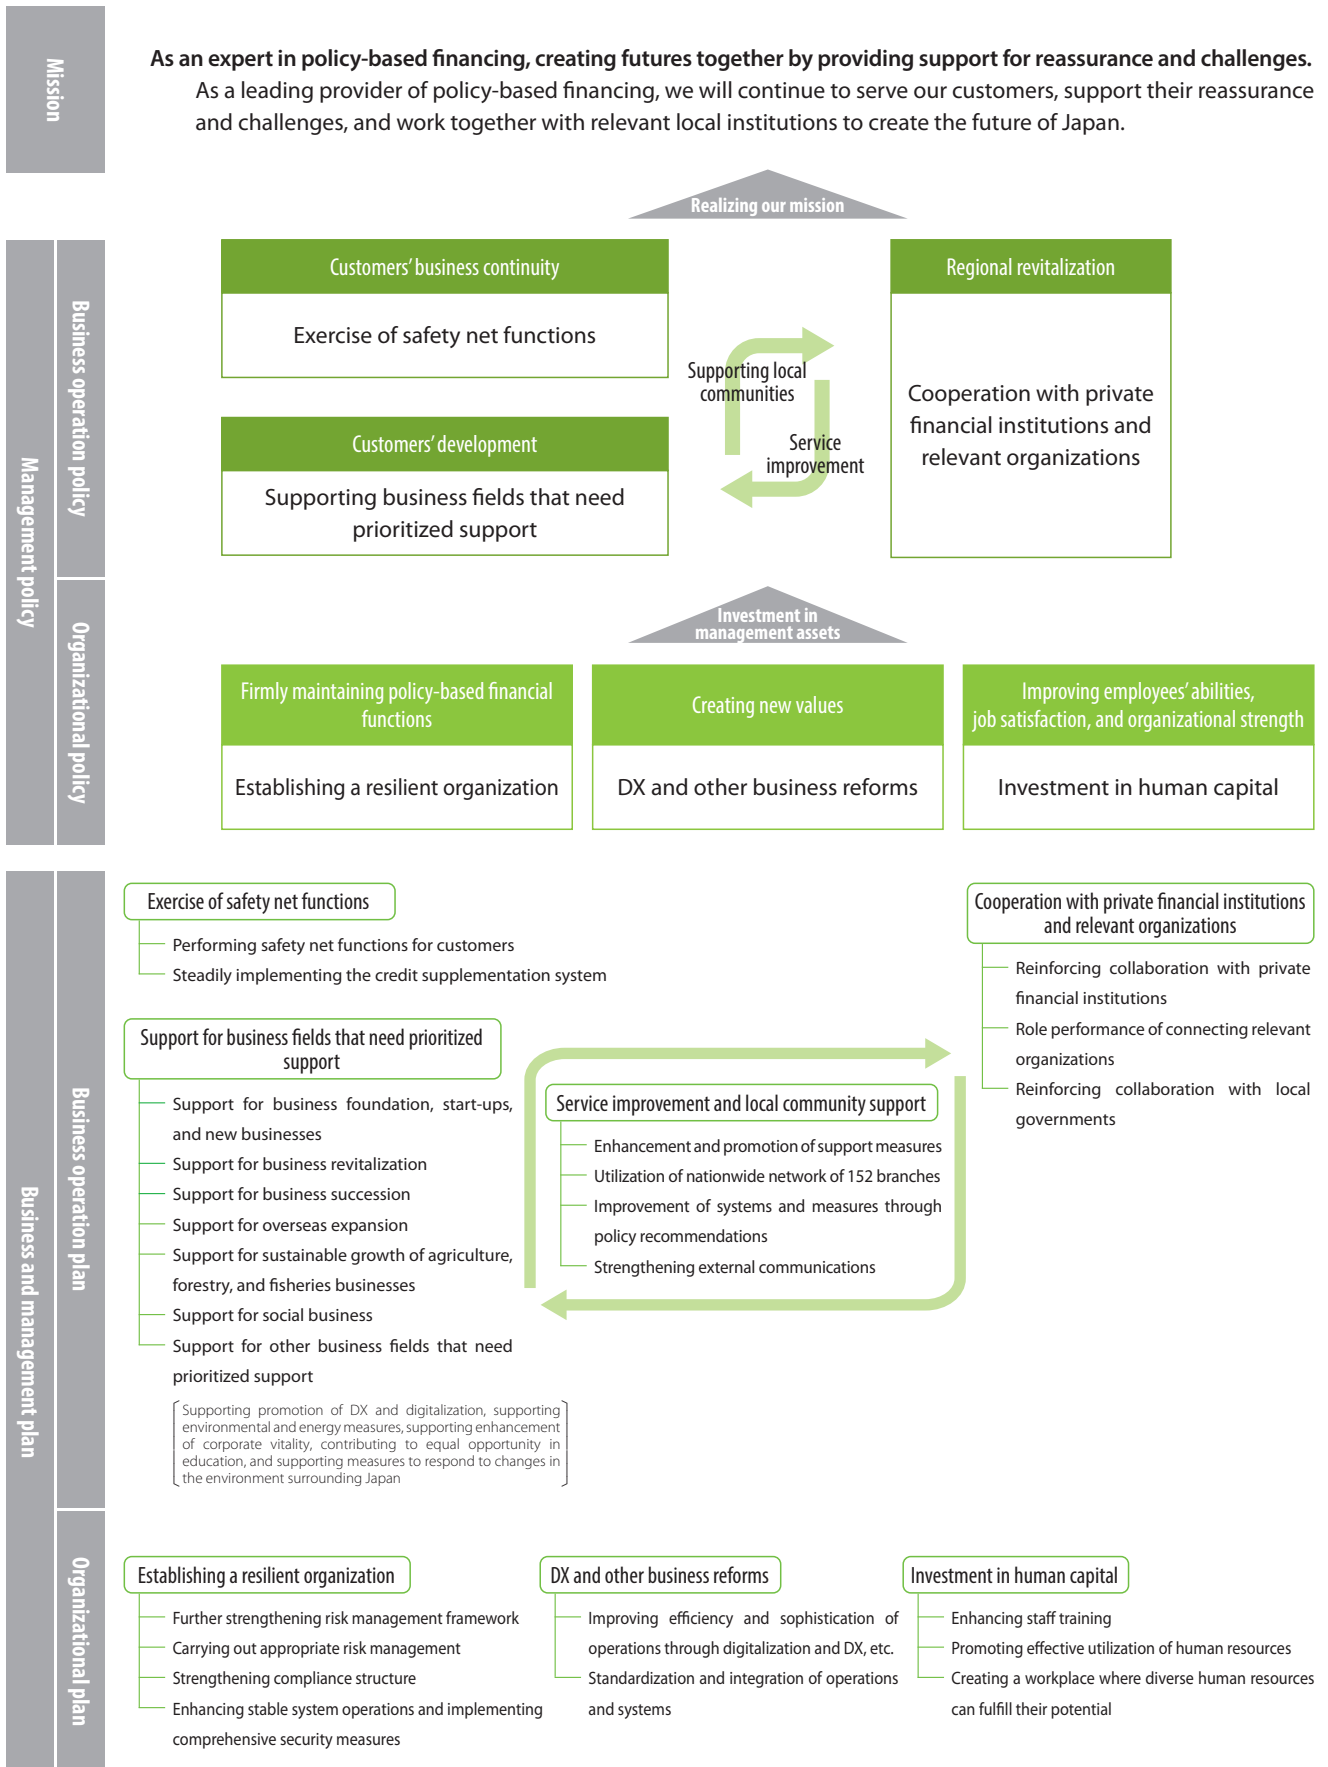 Mission
As an expert in policy-based financing, creating futures together by providing support for reassurance and challenges.
As a leading provider of policy-based financing, we will continue to serve our customers, support their reassurance
and challenges, and work together with relevant local institutions to create the future of Japan.
Realizing our mission
Management policy
Business operation policy
Customers' business continuity
Exercise of safety net functions
Customers' development
Supporting business fields that need
prioritized support
Supporting local
communities
Service
improvement
Regional revitalization
Cooperation with private
financial institutions and
relevant organizations
Organizational policy
Investment in
management assets
Firmly maintaining policy-based financial
functions
Establishing a resilient organization
Creating new values
DX and other business reforms
Improving employees' abilities,
job satisfaction, and organizational strength
Investment in human capital
Business and management plan
Business operation plan
Exercise of safety net functions
Performing safety net functions for customers
Steadily implementing the credit supplementation system
Support for business fields that need prioritized
support
Support for business foundation, start-ups,
and new businesses
Support for business revitalization
Support for business succession
Support for overseas expansion
Support for sustainable growth of agriculture,
forestry, and fisheries businesses
Support for social business
Support for other business fields that need
prioritized support
Supporting promotion of DX and digitalization, supporting
environmental and energy measures, supporting enhancement
of corporate vitality, contributing to equal opportunity in
education, and supporting measures to respond to changes in
the environment surrounding Japan
Service improvement and local community support
Enhancement and promotion of support measures
Utilization of nationwide network of 152 branches
Improvement of systems and measures through
policy recommendations
Strengthening external communications
Cooperation with private financial institutions
and relevant organizations
Reinforcing collaboration with private
financial institutions
Role performance of connecting relevant
organizations
Reinforcing collaboration with local
governments
Organizational plan
Establishing a resilient organization
Further strengthening risk management framework
Carrying out appropriate risk management
Strengthening compliance structure
Enhancing stable system operations and implementing
comprehensive security measures
DX and other business reforms
Improving efficiency and sophistication of
operations through digitalization and DX, etc.
Standardization and integration of operations
and systems
Investment in human capital
Enhancing staff training
Promoting effective utilization of human resources
Creating a workplace where diverse human resources
can fulfill their potential